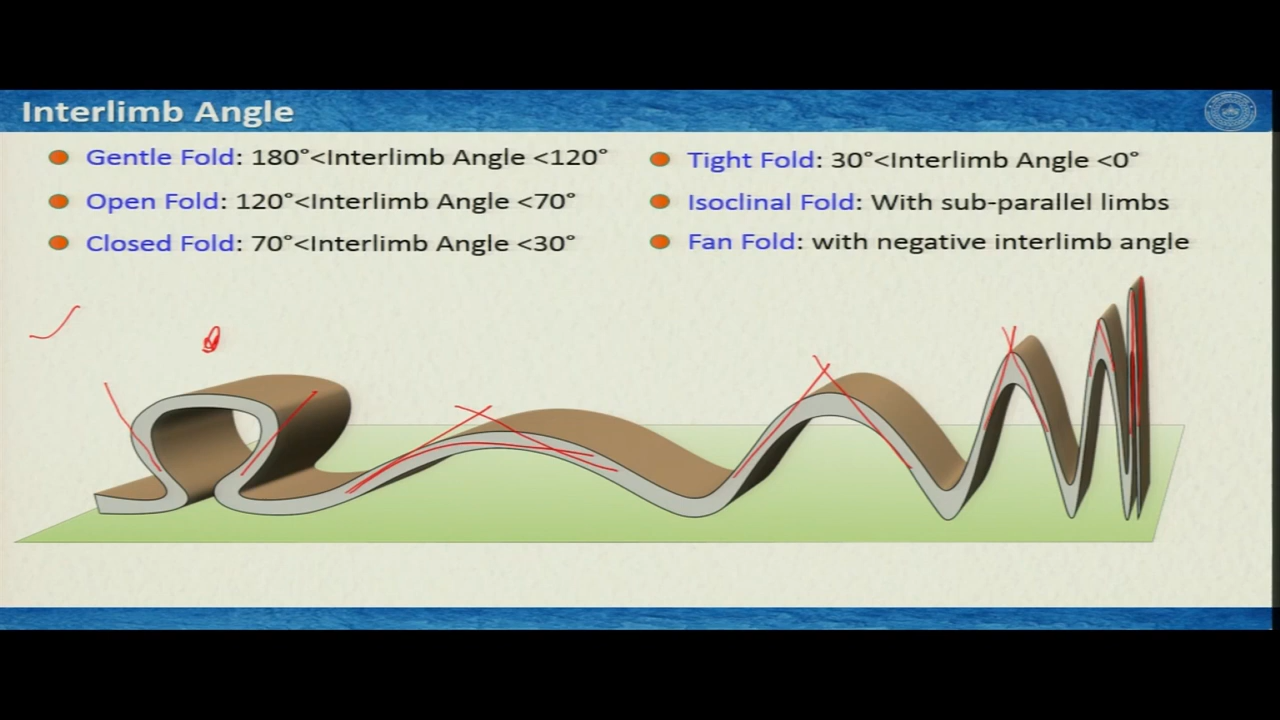 Interlimb Angle
Gentle Fold: 180°<Interlimb Angle <120°
Open Fold: 120°<Interlimb Angle <70°
Closed Fold: 70°<Interlimb Angle <30°
Tight Fold: 30°<Interlimb Angle <0°
Isoclinal Fold: With sub-parallel limbs
Fan Fold: with negative interlimb angle